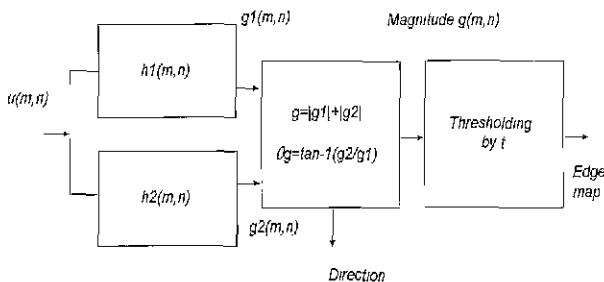 g1(m,n)
Magnitude g(m,n)
h1(m,n)
u(m,n)
g=|g1|+|g2|
θg=tan-1(g2/g1)
Thresholding
by t
h2(m,n)
g2(m,n)
Edge
map
Direction